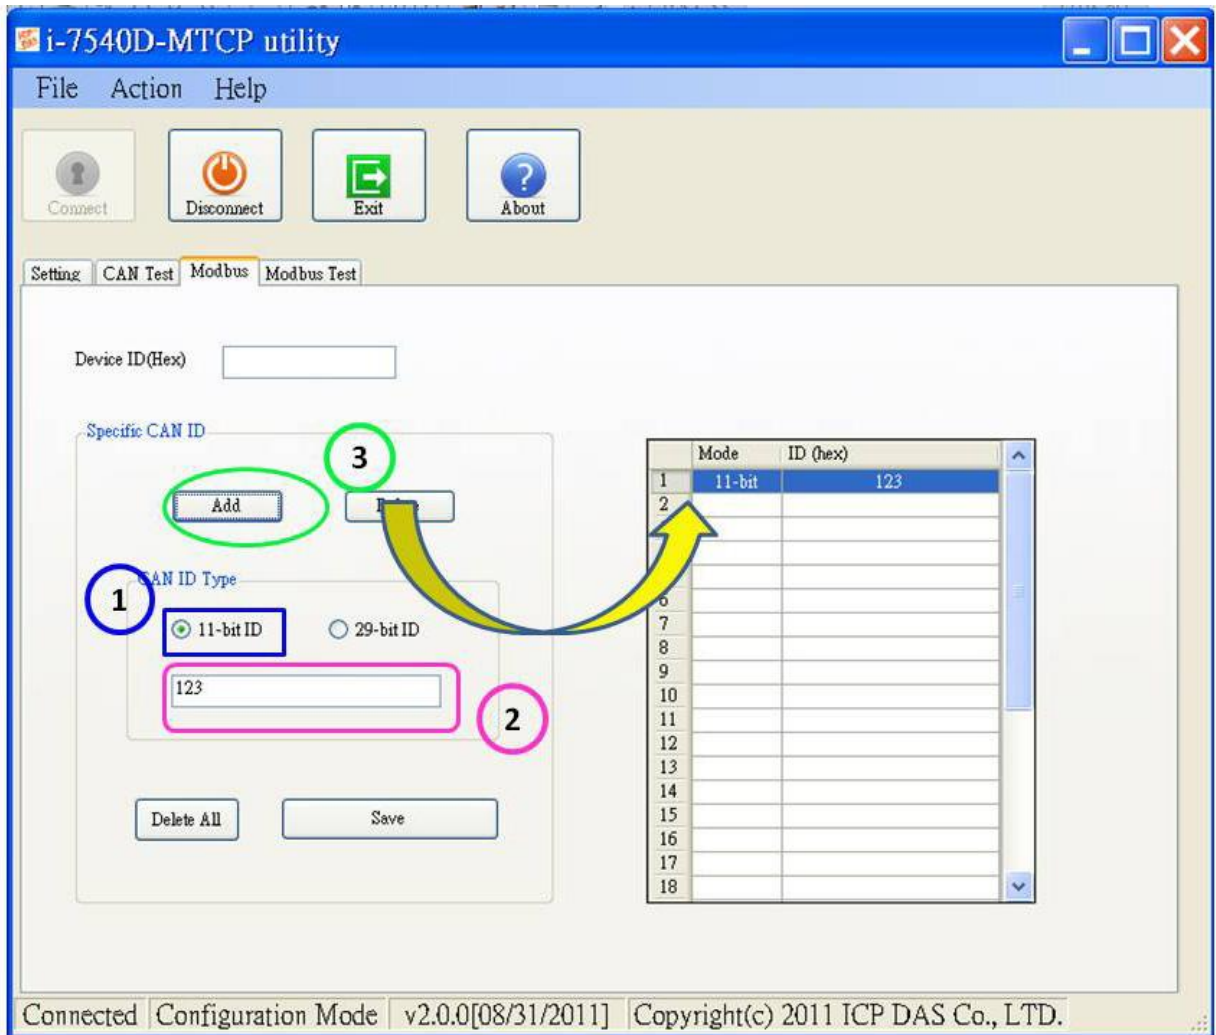 i-7540D-MTCP utility
File Action Help
Connect Disconnect Exit About
Setting CAN Test Modbus Modbus Test
Device ID(Hex)
Specific CAN ID
3
Add
CAN ID Type
1
11-bit ID 29-bit ID
123
2
Delete All Save
Mode ID (hex)
1 11-bit 123
2
6
7
8
9
10
11
12
13
14
15
16
17
18
Connected Configuration Mode v2.0.0[08/31/2011] Copyright(c) 2011 ICP DAS Co., LTD.